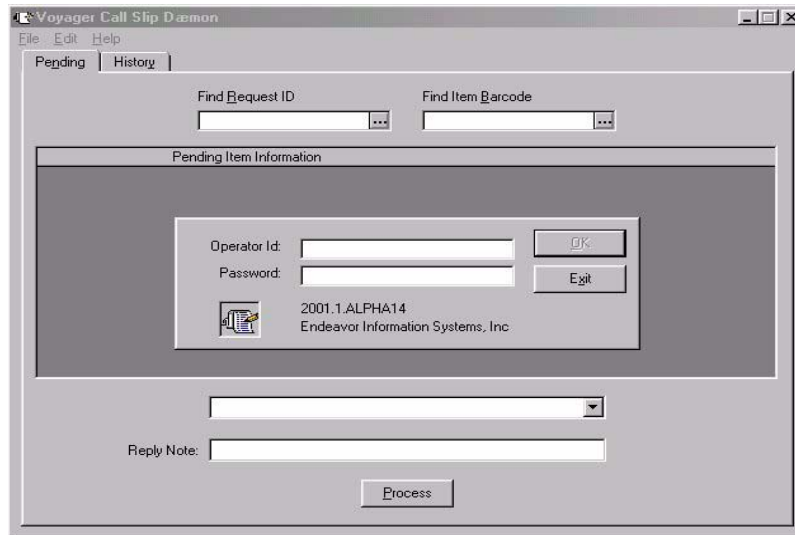 Voyager Call Slip Dæmon
File Edit Help
Pending History
Find Request ID Find Item Barcode
Pending Item Information
Operator Id: OK
Password: Exit
2001.1.ALPHA14
Endeavor Information Systems, Inc
Reply Note:
Process